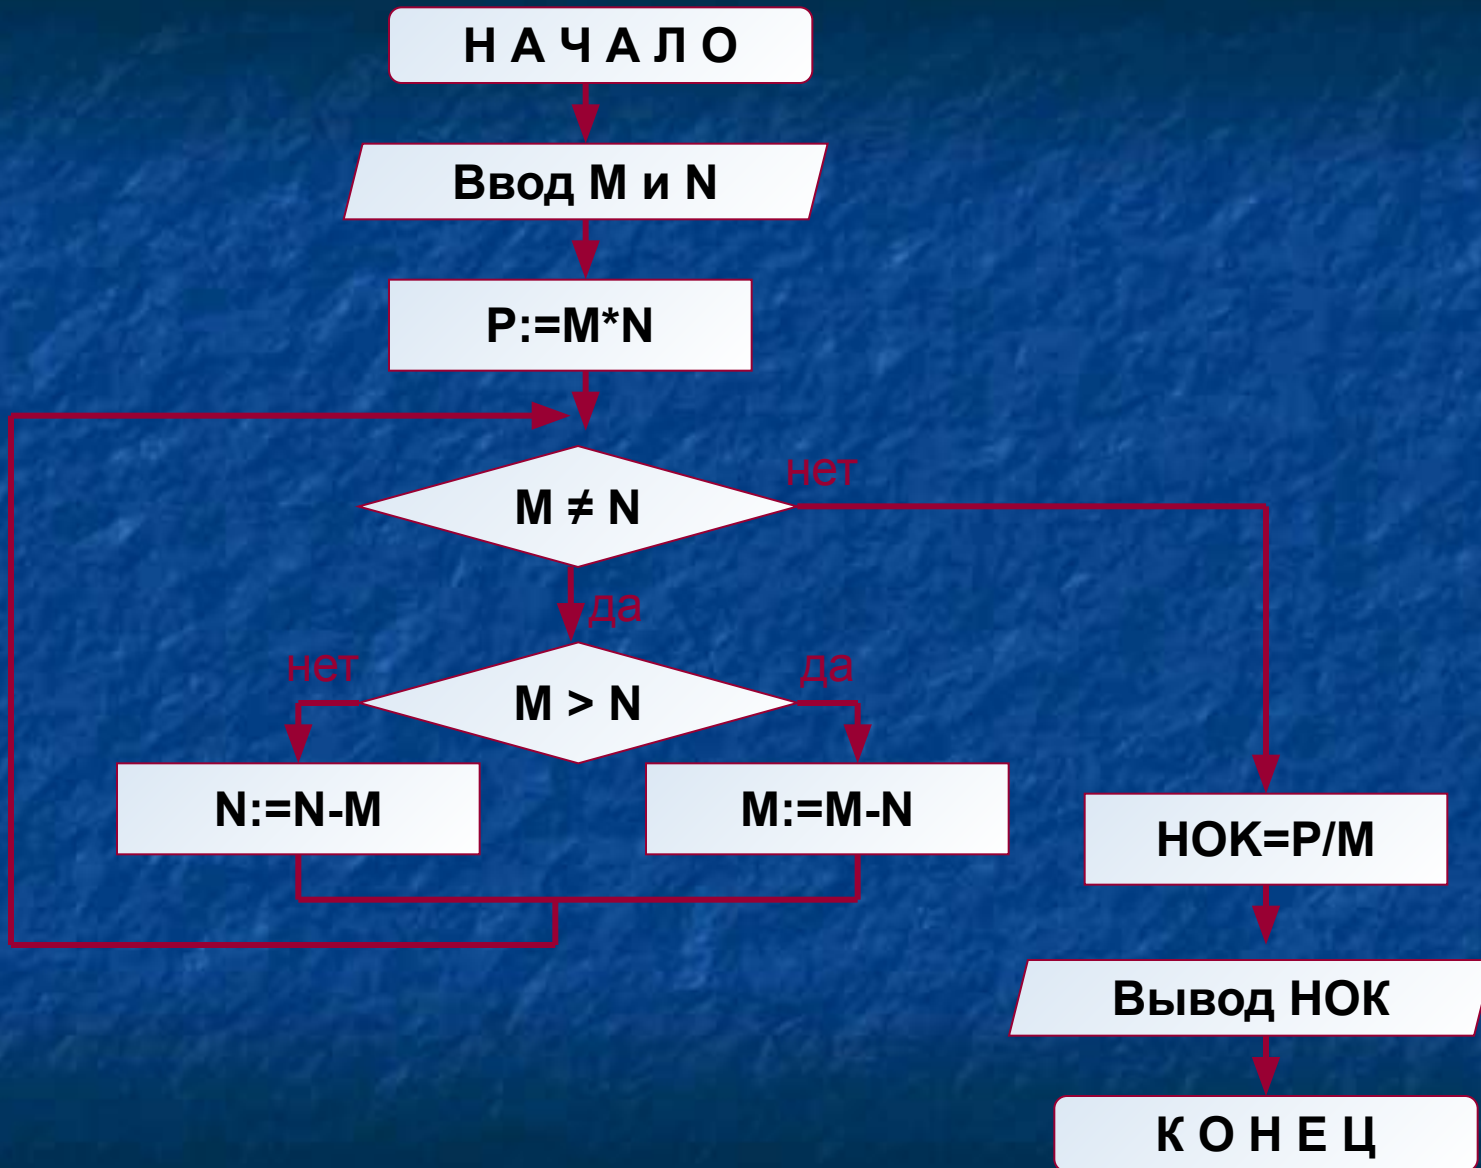 Н А Ч А Л О
Ввод M и N
P:=M*N
M ≠ N
нет
да
M > N
нет
да
N:=N-M
M:=M-N
НОК=P/M
Вывод НОК
К О Н Е Ц